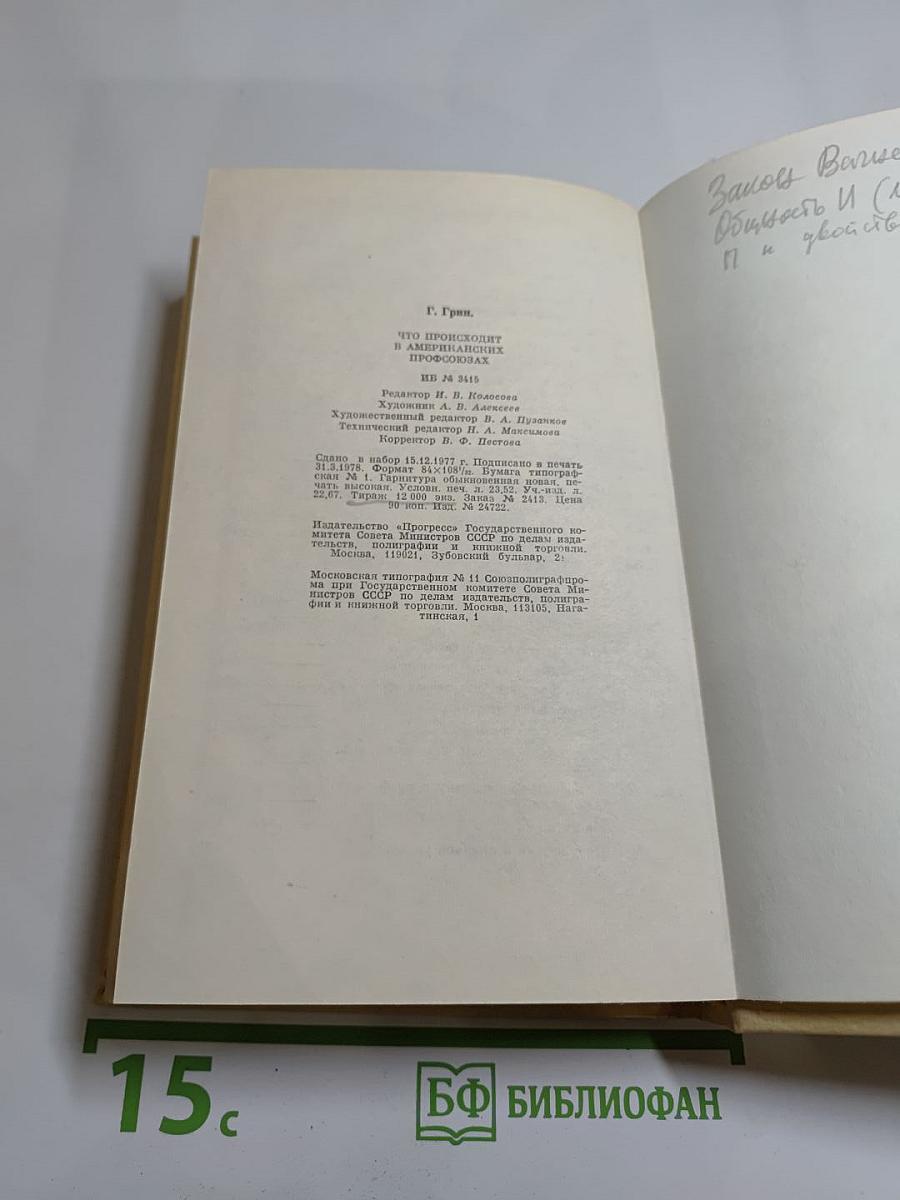 Г. Грин.
ЧТО ПРОИСХОДИТ
В АМЕРИКАНСКИХ
ПРОФСОЮЗАХ
ИБ № 3415
Редактор И. В. Колосова
Художник А. В. Алексеев
Художественный редактор В. А. Пузанков
Технический редактор Н. А. Максимова
Корректор В. Ф. Пестова
Сдано в набор 15.12.1977 г. Подписано в печать
31.3.1978. Формат 84×108¹/₃₂. Бумага типограф-
ская № 1. Гарнитура обыкновенная новая, пе-
чать высокая. Условн. печ. л. 23,52. Уч.-изд. л.
22,67. Тираж 12 000 экз. Заказ № 2413. Цена
90 коп. Изд. № 24722.
Издательство «Прогресс» Государственного ко-
митета Совета Министров СССР по делам изда-
тельств, полиграфии и книжной торговли.
Москва, 119021, Зубовский бульвар, 21
Московская типография № 11 Союзполиграфпро-
ма при Государственном комитете Совета Ми-
нистров СССР по делам издательств, полигра-
фии и книжной торговли. Москва, 113105, Нага-
тинская, 1
Закон
Общность И
П и
15 с
БФ БИБЛИОФАН